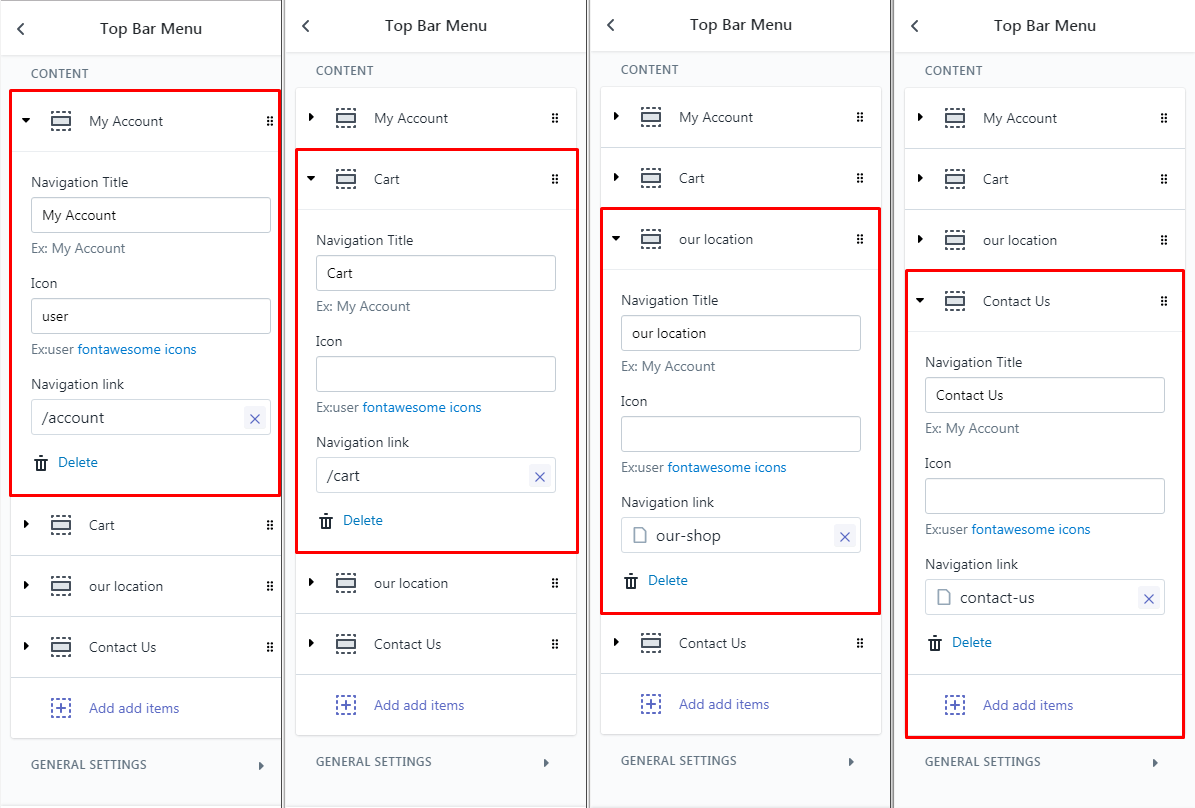 Top Bar Menu
CONTENT
My Account
Navigation Title
My Account
Ex: My Account
Icon
user
Ex:user fontawesome icons
Navigation link
/account
Delete
Cart
our location
Contact Us
Add add items
GENERAL SETTINGS
Top Bar Menu
CONTENT
My Account
Cart
Navigation Title
Cart
Ex: My Account
Icon
Ex:user fontawesome icons
Navigation link
/cart
Delete
our location
Contact Us
Add add items
GENERAL SETTINGS
Top Bar Menu
CONTENT
My Account
Cart
our location
Navigation Title
our location
Ex: My Account
Icon
Ex:user fontawesome icons
Navigation link
our-shop
Delete
Contact Us
Add add items
GENERAL SETTINGS
Top Bar Menu
CONTENT
My Account
Cart
our location
Contact Us
Navigation Title
Contact Us
Ex: My Account
Icon
Ex:user fontawesome icons
Navigation link
contact-us
Delete
Add add items
GENERAL SETTINGS